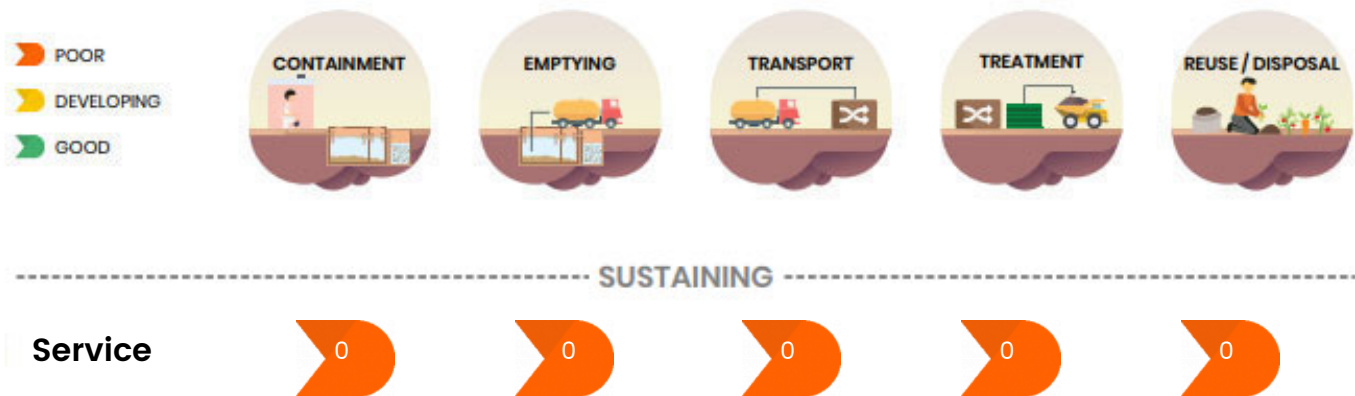 POOR
DEVELOPING
GOOD
CONTAINMENT
EMPTYING
TRANSPORT
TREATMENT
REUSE / DISPOSAL
SUSTAINING
Service
0
0
0
0
0